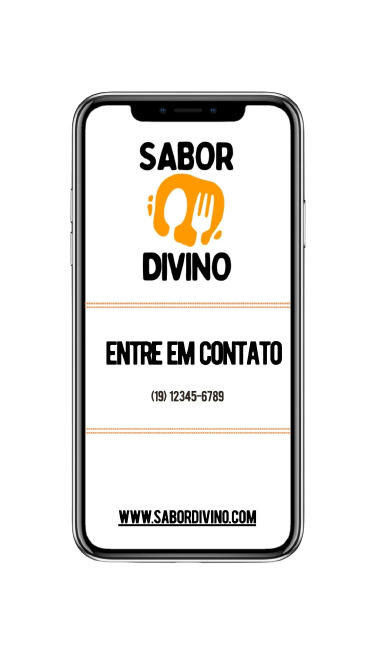 SABOR
DIVINO
ENTRE EM CONTATO
(19) 12345-6789
WWW.SABORDIVINO.COM